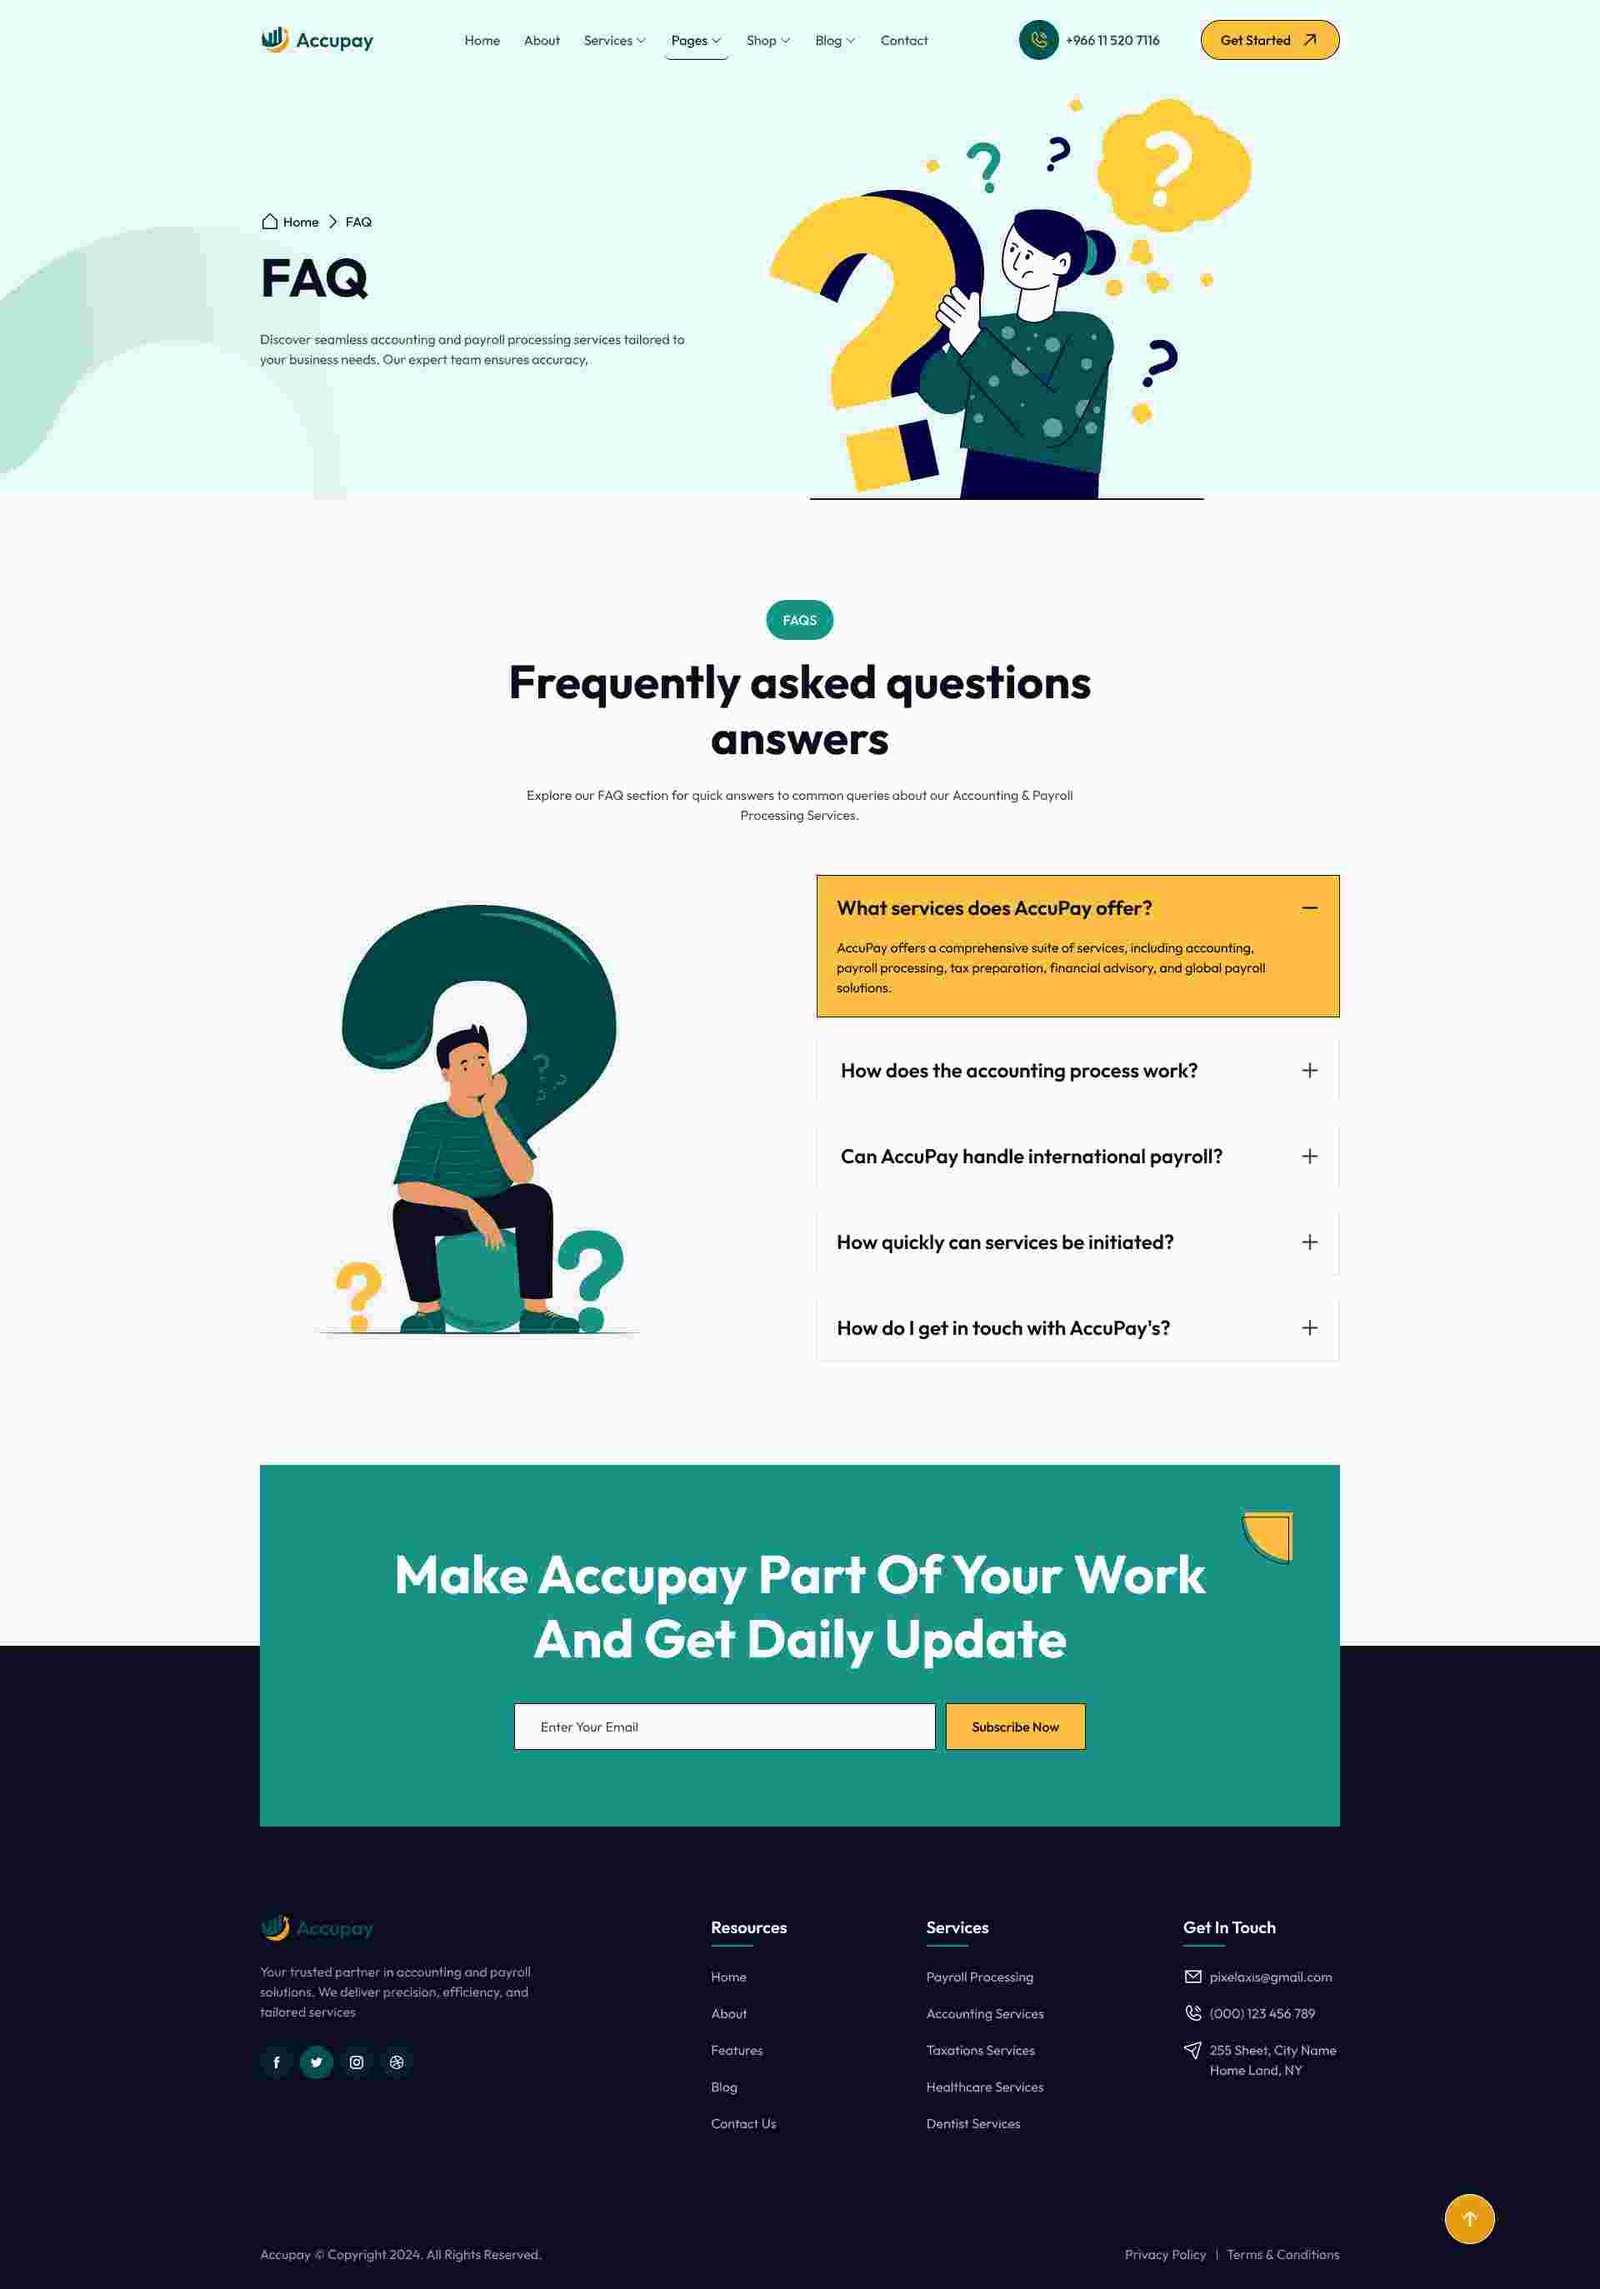 Accupay
Home
About
Services
Pages
Shop
Blog
Contact
+966 11 520 7116
Get Started
Home
FAQ
FAQ
Discover seamless accounting and payroll processing services tailored to
your business needs. Our expert team ensures accuracy,
FAQS
Frequently asked questions
answers
Explore our FAQ section for quick answers to common queries about our Accounting & Payroll
Processing Services.
What services does AccuPay offer?
AccuPay offers a comprehensive suite of services, including accounting,
payroll processing, tax preparation, financial advisory, and global payroll
solutions.
How does the accounting process work?
Can AccuPay handle international payroll?
How quickly can services be initiated?
How do I get in touch with AccuPay's?
Make Accupay Part Of Your Work
And Get Daily Update
Enter Your Email
Subscribe Now
Accupay
Your trusted partner in accounting and payroll
solutions. We deliver precision, efficiency, and
tailored services
Resources
Home
About
Features
Blog
Contact Us
Services
Payroll Processing
Accounting Services
Taxations Services
Healthcare Services
Dentist Services
Get In Touch
pixelaxis@gmail.com
(000) 123 456 789
255 Sheet, City Name
Home Land, NY
Accupay © Copyright 2024. All Rights Reserved.
Privacy Policy | Terms & Conditions